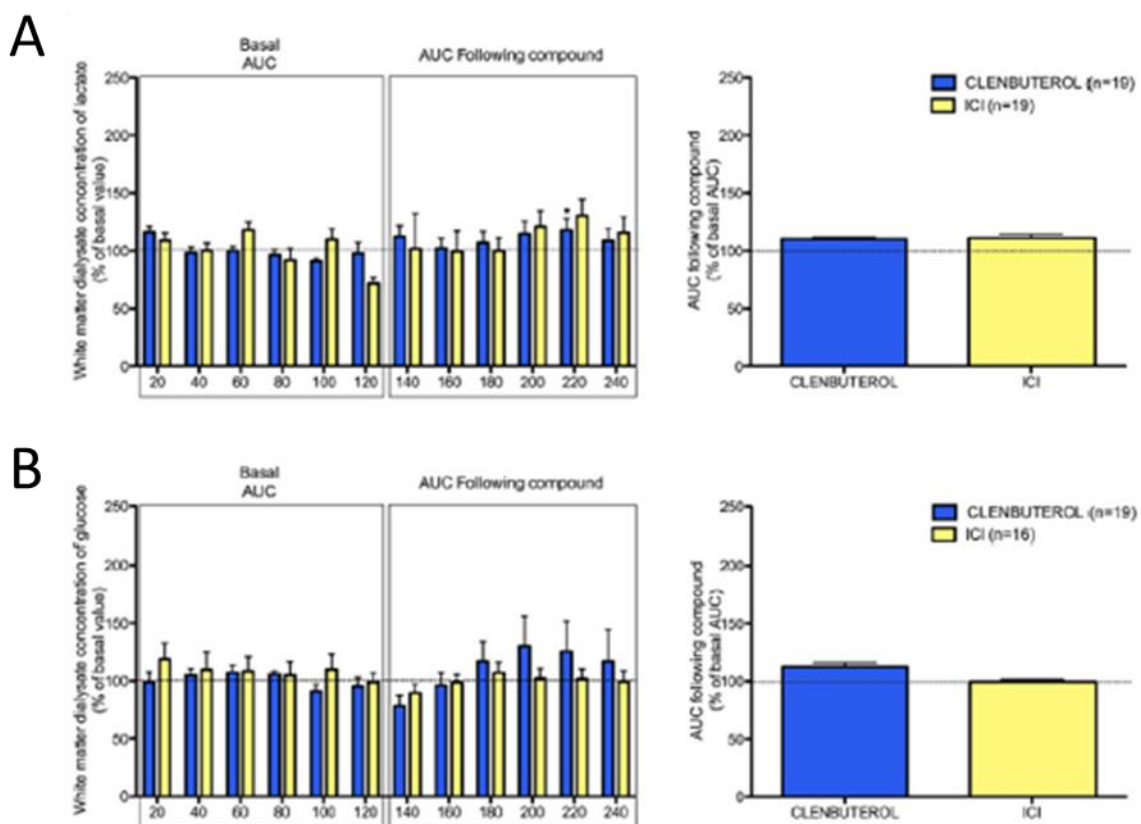 A
Basal
AUC
AUC Following compound
White matter dialysate concentration of lactate
(% of basal value)
250
200
150
100
50
0
20 40 60 80 100 120 140 160 180 200 220 240
*
AUC following compound
(% of basal AUC)
250
200
150
100
50
0
CLENBUTEROL (n=19)
ICI (n=19)
CLENBUTEROL ICI
B
Basal
AUC
AUC Following compound
White matter dialysate concentration of glucose
(% of basal value)
250
200
150
100
50
0
20 40 60 80 100 120 140 160 180 200 220 240
AUC following compound
(% of basal AUC)
250
200
150
100
50
0
CLENBUTEROL (n=19)
ICI (n=16)
CLENBUTEROL ICI